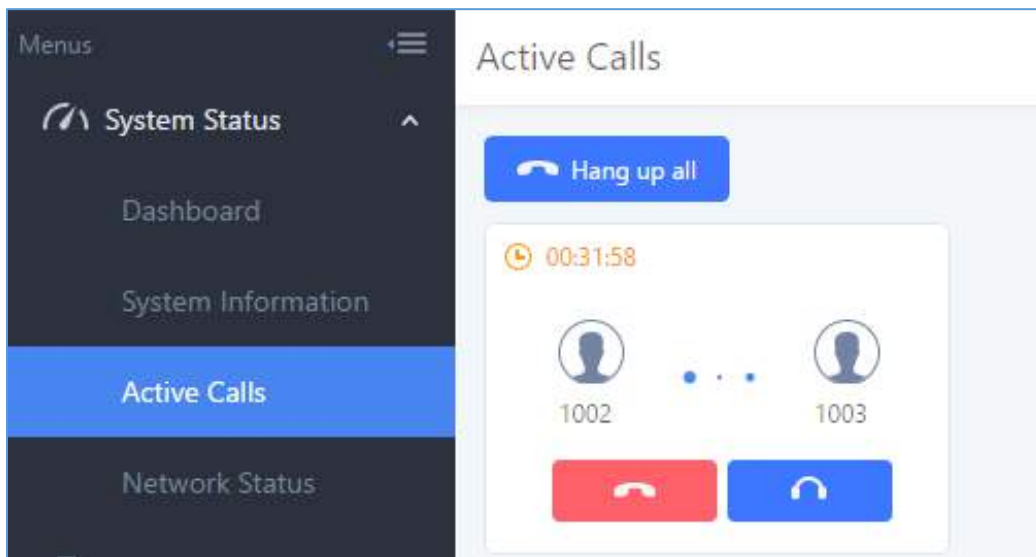 Menus
System Status
Dashboard
System Information
Active Calls
Network Status
Active Calls
Hang up all
00:31:58
1002
1003